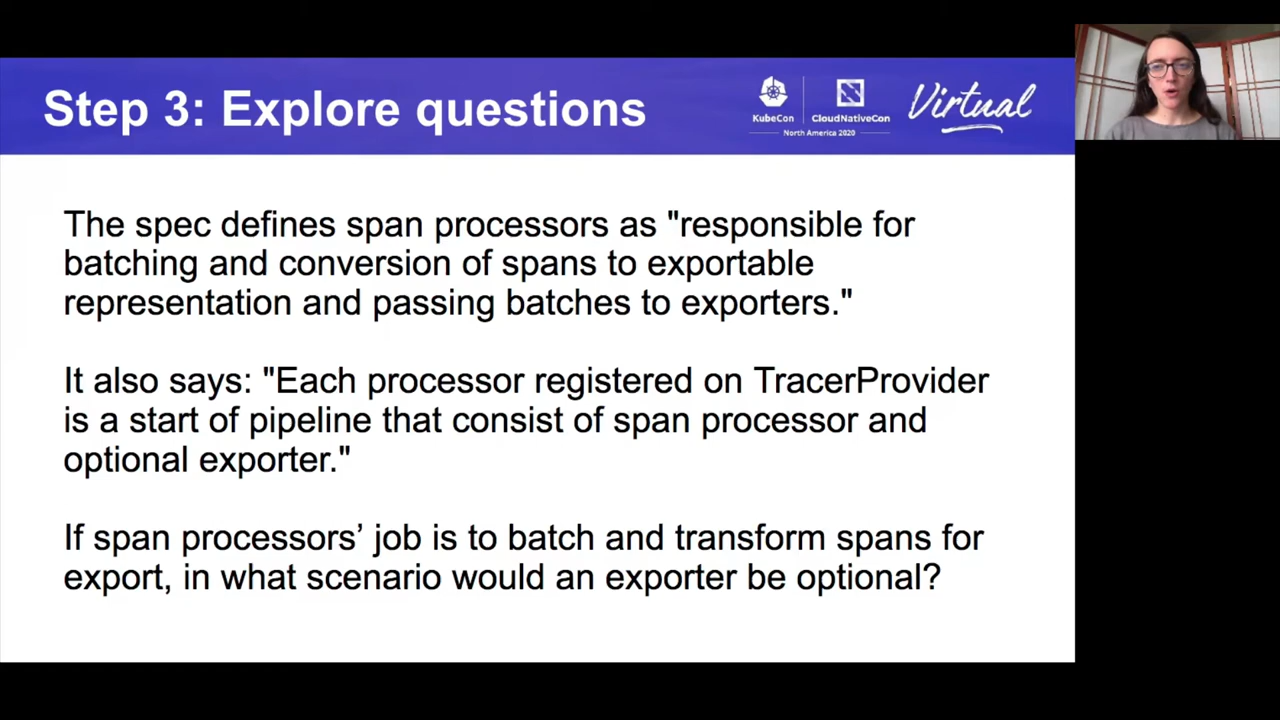 Step 3: Explore questions
KubeCon
CloudNativeCon
North America 2020
Virtual
The spec defines span processors as "responsible for
batching and conversion of spans to exportable
representation and passing batches to exporters."
It also says: "Each processor registered on TracerProvider
is a start of pipeline that consist of span processor and
optional exporter."
If span processors’ job is to batch and transform spans for
export, in what scenario would an exporter be optional?